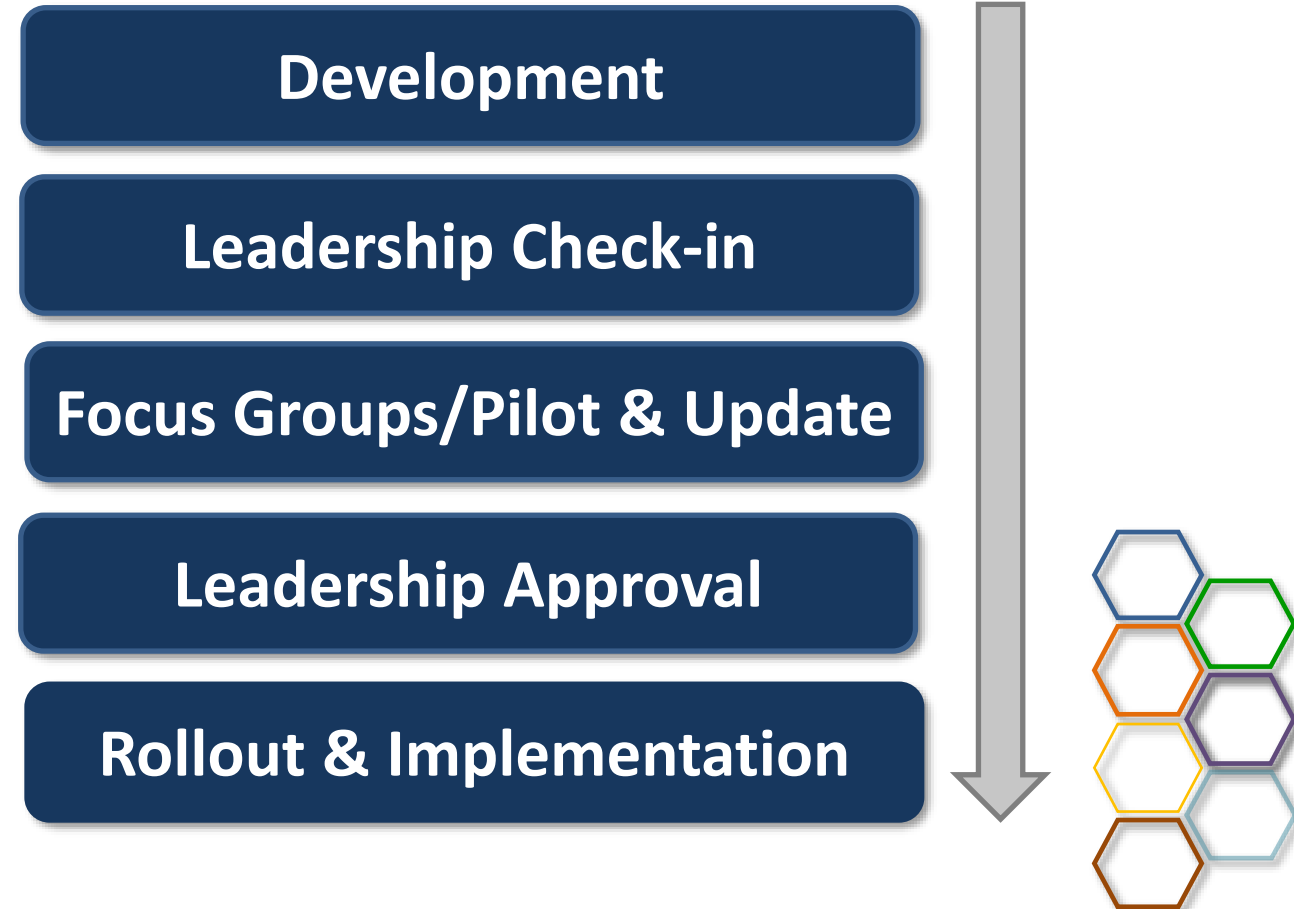 Development
Leadership Check-in
Focus Groups/Pilot & Update
Leadership Approval
Rollout & Implementation